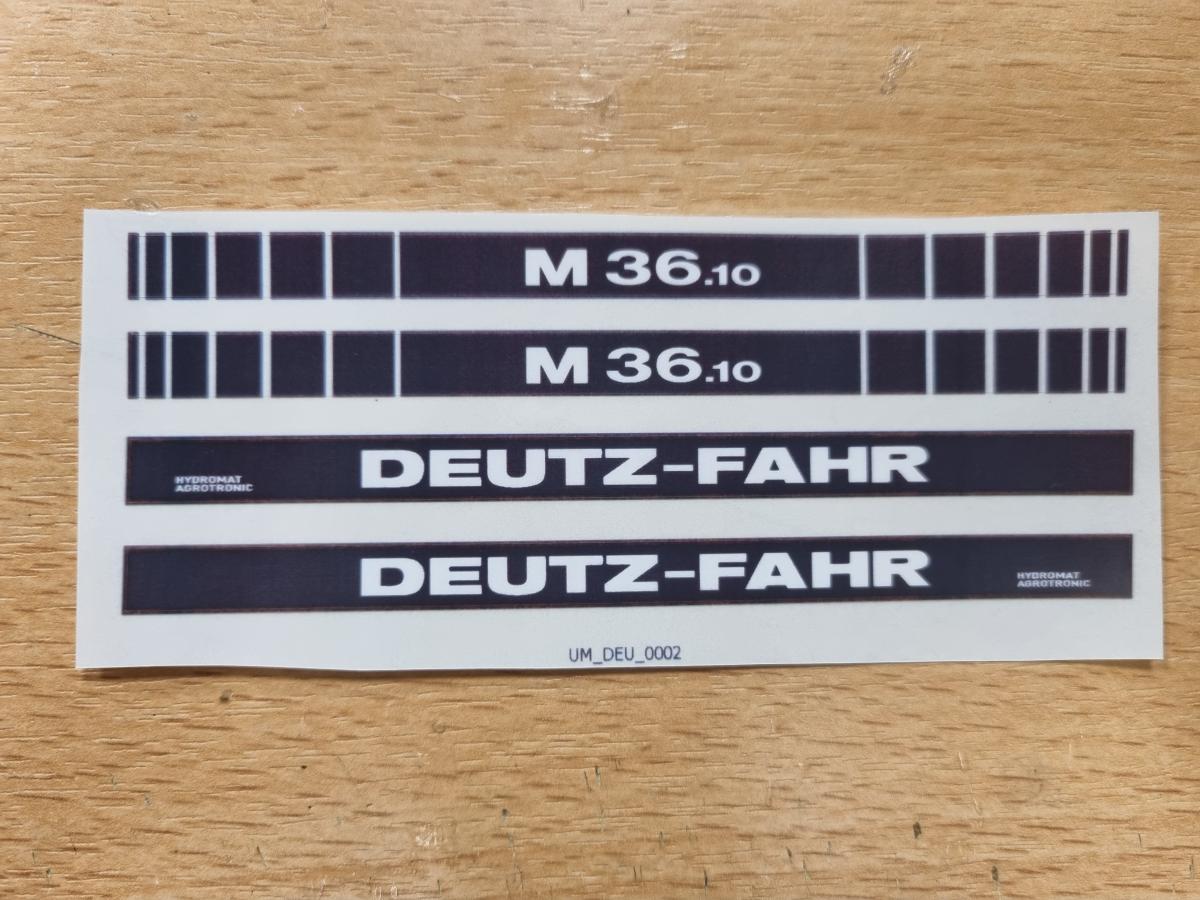 M 36.10
M 36.10
DEUTZ-FAHR
HYDROMAT
AGROTRONIC
DEUTZ-FAHR
HYDROMAT
AGROTRONIC
UM_DEU_0002